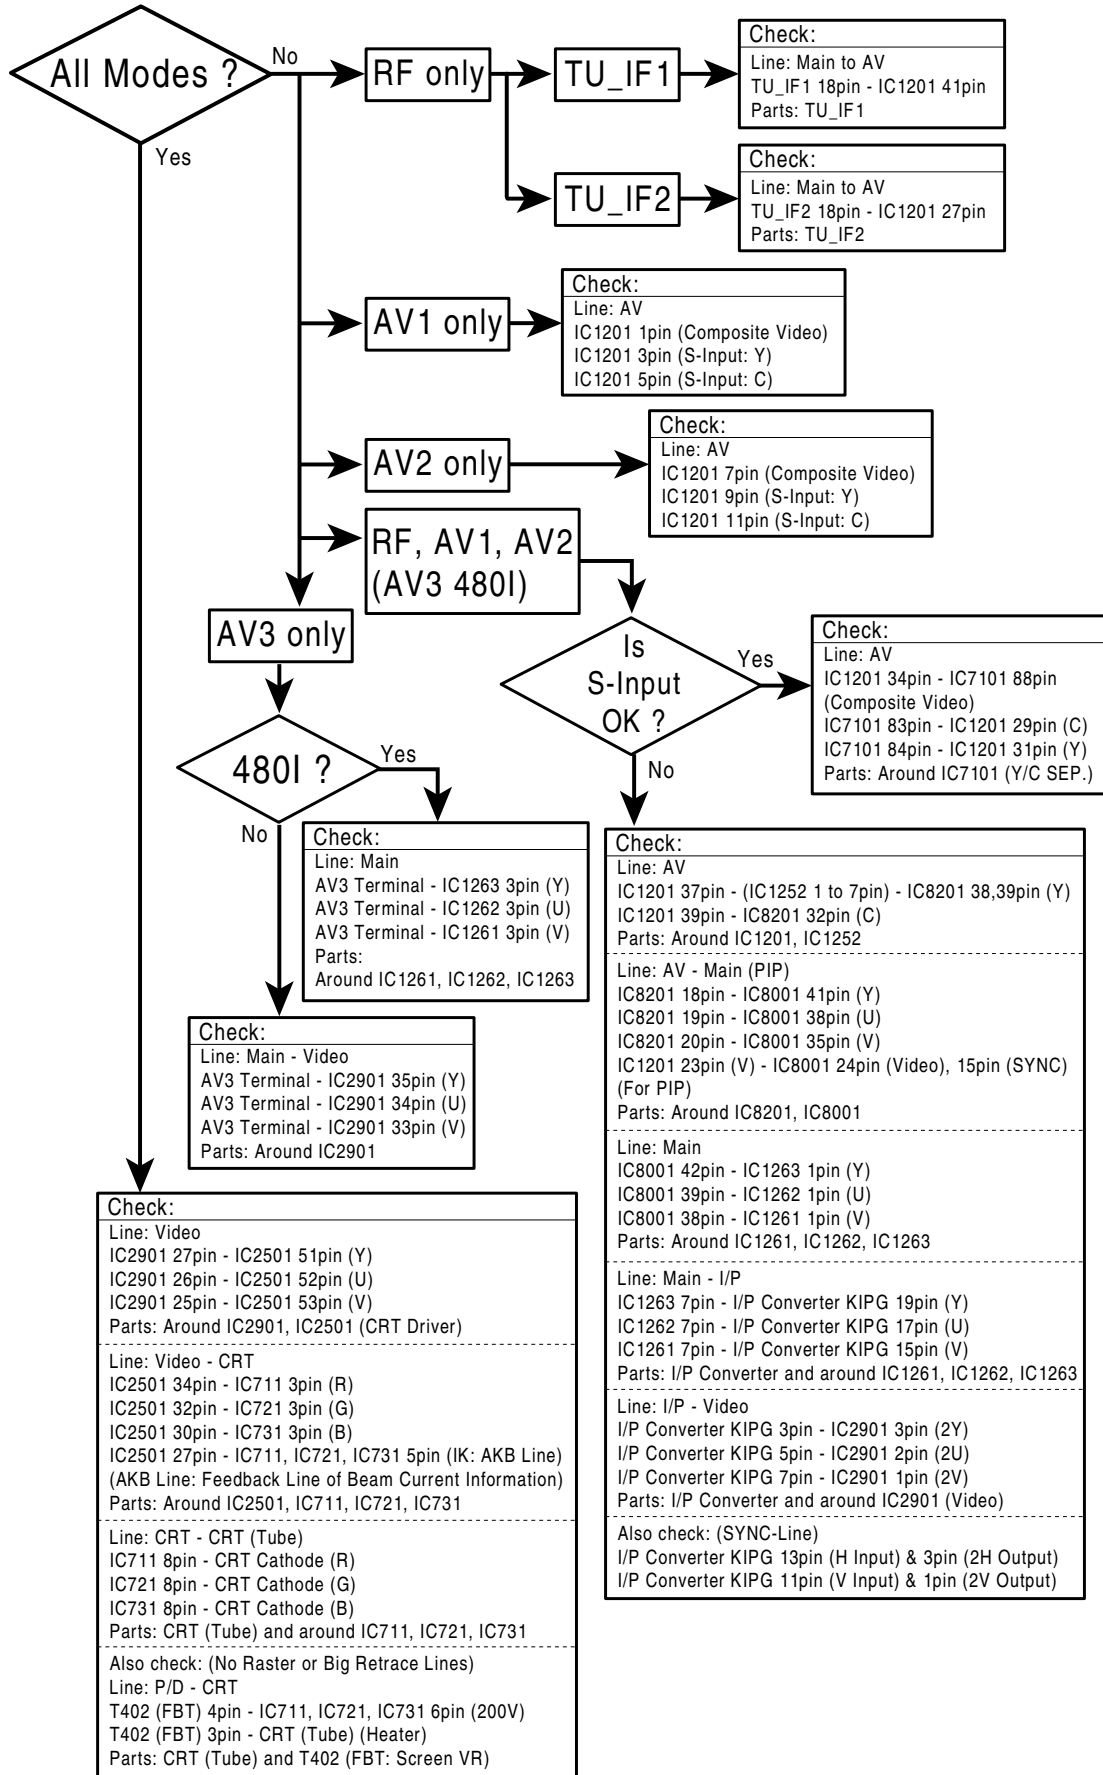 All Modes ?
No
Yes
RF only
TU_IF1
Check:
Line: Main to AV
TU_IF1 18pin - IC1201 41pin
Parts: TU_IF1
TU_IF2
Check:
Line: Main to AV
TU_IF2 18pin - IC1201 27pin
Parts: TU_IF2
AV1 only
Check:
Line: AV
IC1201 1pin (Composite Video)
IC1201 3pin (S-Input: Y)
IC1201 5pin (S-Input: C)
AV2 only
Check:
Line: AV
IC1201 7pin (Composite Video)
IC1201 9pin (S-Input: Y)
IC1201 11pin (S-Input: C)
RF, AV1, AV2
(AV3 480I)
AV3 only
Is
S-Input
OK ?
Yes
No
Check:
Line: AV
IC1201 34pin - IC7101 88pin
(Composite Video)
IC7101 83pin - IC1201 29pin (C)
IC7101 84pin - IC1201 31pin (Y)
Parts: Around IC7101 (Y/C SEP.)
480I ?
Yes
No
Check:
Line: Main
AV3 Terminal - IC1263 3pin (Y)
AV3 Terminal - IC1262 3pin (U)
AV3 Terminal - IC1261 3pin (V)
Parts:
Around IC1261, IC1262, IC1263
Check:
Line: Main - Video
AV3 Terminal - IC2901 35pin (Y)
AV3 Terminal - IC2901 34pin (U)
AV3 Terminal - IC2901 33pin (V)
Parts: Around IC2901
Check:
Line: AV
IC1201 37pin - (IC1252 1 to 7pin) - IC8201 38,39pin (Y)
IC1201 39pin - IC8201 32pin (C)
Parts: Around IC1201, IC1252
Line: AV - Main (PIP)
IC8201 18pin - IC8001 41pin (Y)
IC8201 19pin - IC8001 38pin (U)
IC8201 20pin - IC8001 35pin (V)
IC1201 23pin (V) - IC8001 24pin (Video), 15pin (SYNC)
(For PIP)
Parts: Around IC8201, IC8001
Line: Main
IC8001 42pin - IC1263 1pin (Y)
IC8001 39pin - IC1262 1pin (U)
IC8001 38pin - IC1261 1pin (V)
Parts: Around IC1261, IC1262, IC1263
Line: Main - I/P
IC1263 7pin - I/P Converter KIPG 19pin (Y)
IC1262 7pin - I/P Converter KIPG 17pin (U)
IC1261 7pin - I/P Converter KIPG 15pin (V)
Parts: I/P Converter and around IC1261, IC1262, IC1263
Line: I/P - Video
I/P Converter KIPG 3pin - IC2901 3pin (2Y)
I/P Converter KIPG 5pin - IC2901 2pin (2U)
I/P Converter KIPG 7pin - IC2901 1pin (2V)
Parts: I/P Converter and around IC2901 (Video)
Also check: (SYNC-Line)
I/P Converter KIPG 13pin (H Input) & 3pin (2H Output)
I/P Converter KIPG 11pin (V Input) & 1pin (2V Output)
Check:
Line: Video
IC2901 27pin - IC2501 51pin (Y)
IC2901 26pin - IC2501 52pin (U)
IC2901 25pin - IC2501 53pin (V)
Parts: Around IC2901, IC2501 (CRT Driver)
Line: Video - CRT
IC2501 34pin - IC711 3pin (R)
IC2501 32pin - IC721 3pin (G)
IC2501 30pin - IC731 3pin (B)
IC2501 27pin - IC711, IC721, IC731 5pin (IK: AKB Line)
(AKB Line: Feedback Line of Beam Current Information)
Parts: Around IC2501, IC711, IC721, IC731
Line: CRT - CRT (Tube)
IC711 8pin - CRT Cathode (R)
IC721 8pin - CRT Cathode (G)
IC731 8pin - CRT Cathode (B)
Parts: CRT (Tube) and around IC711, IC721, IC731
Also check: (No Raster or Big Retrace Lines)
Line: P/D - CRT
T402 (FBT) 4pin - IC711, IC721, IC731 6pin (200V)
T402 (FBT) 3pin - CRT (Tube) (Heater)
Parts: CRT (Tube) and T402 (FBT: Screen VR)